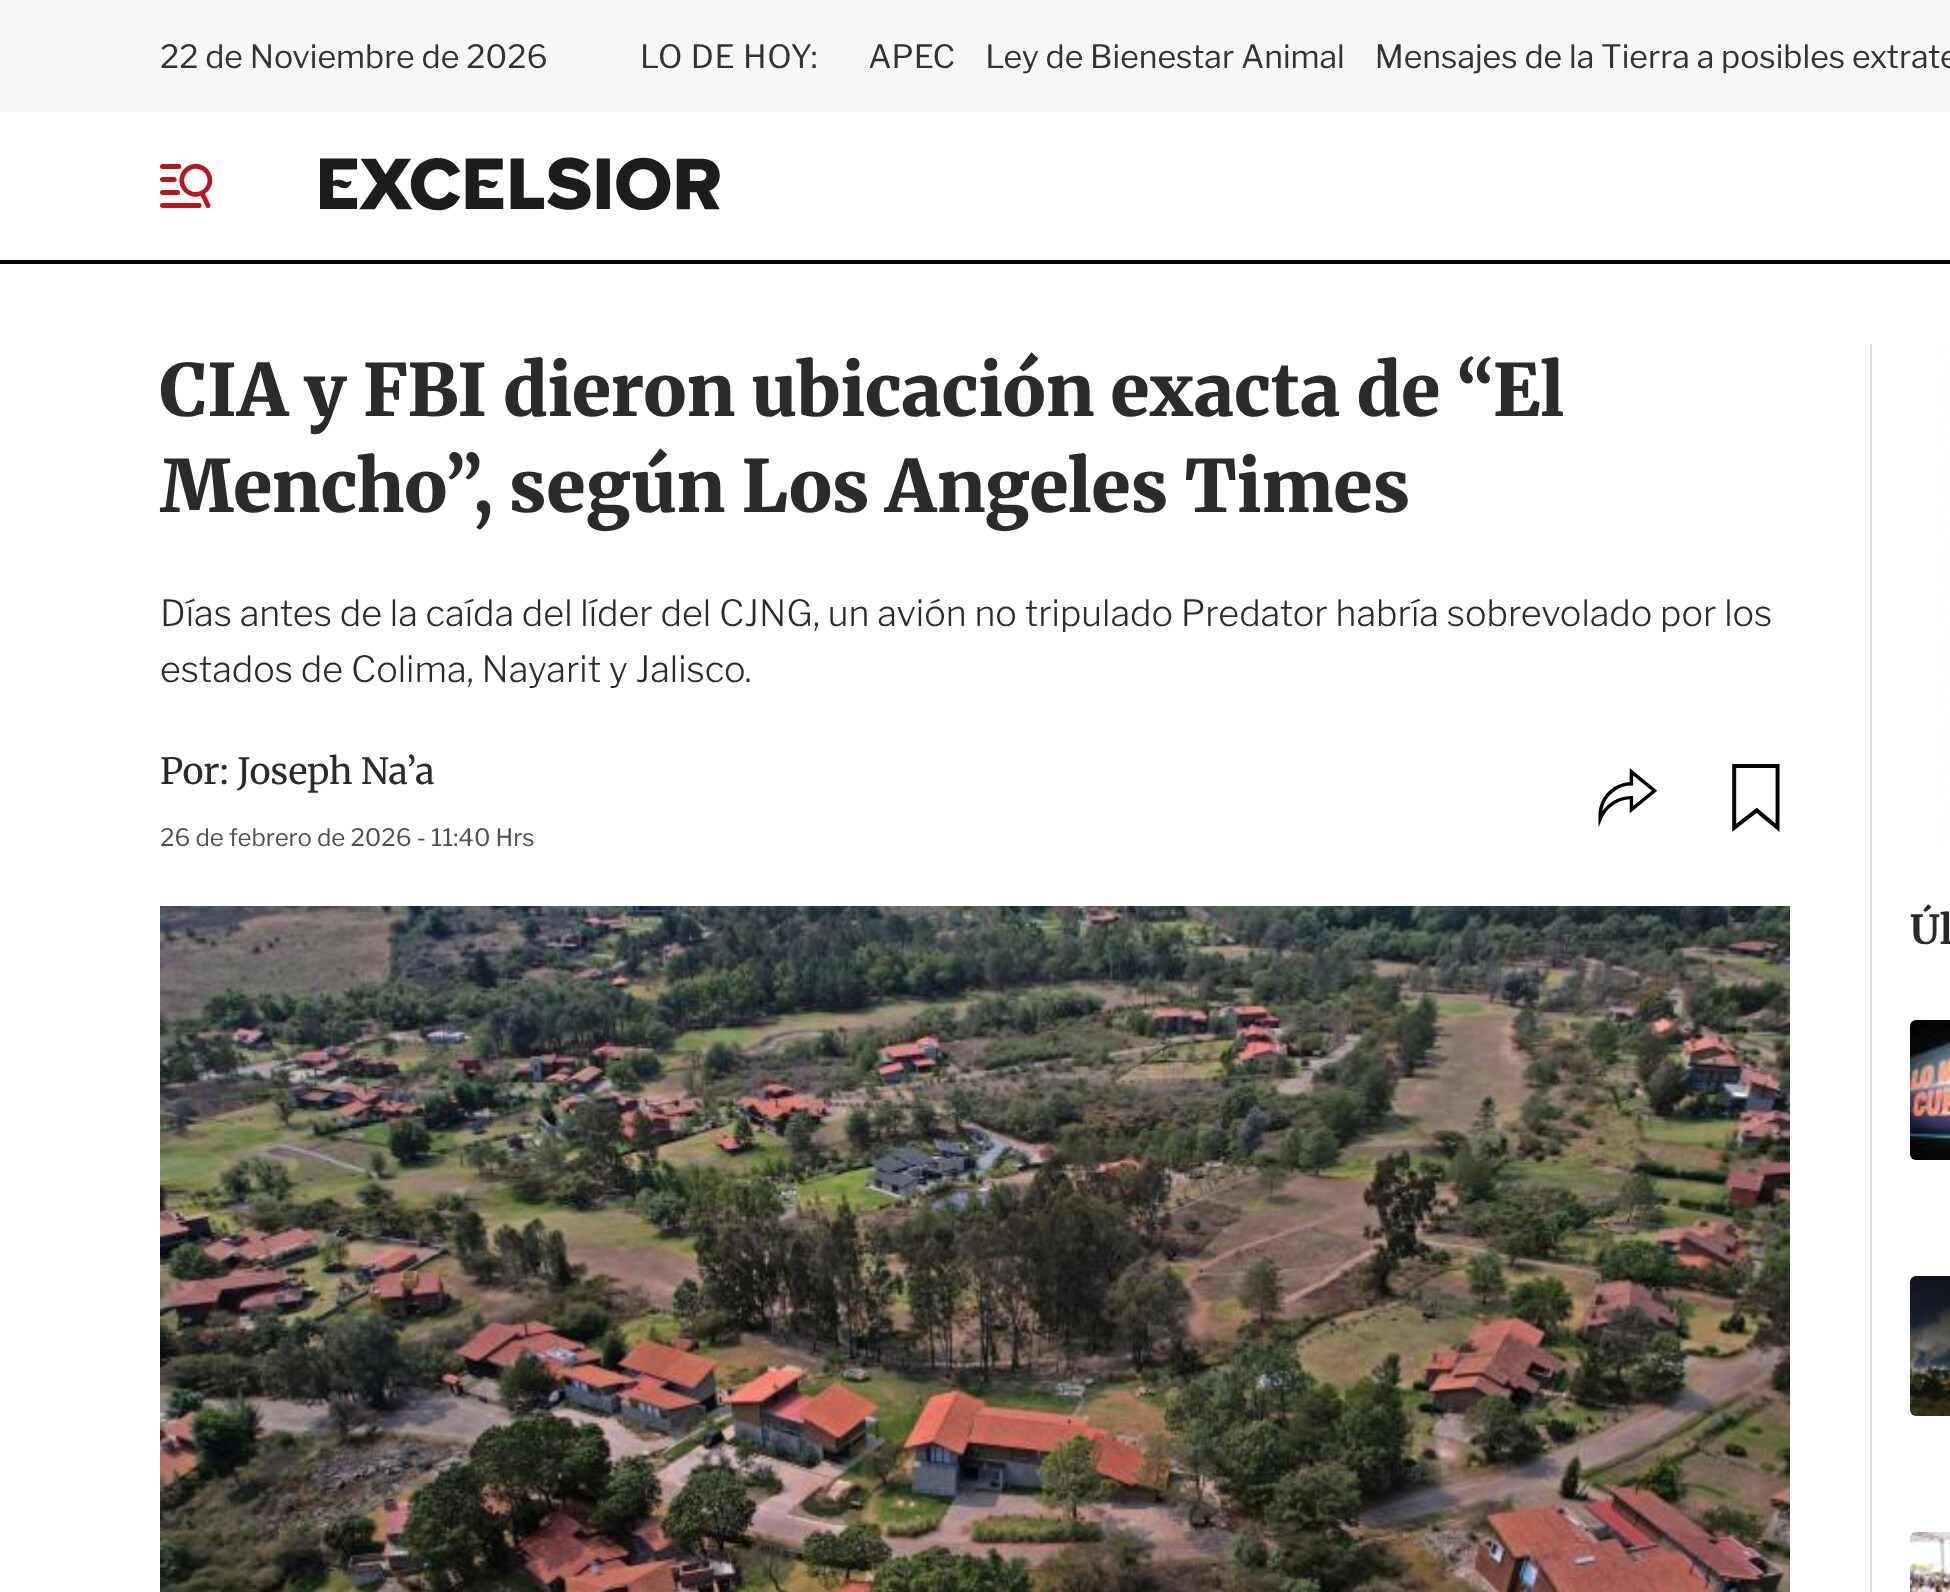 22 de Noviembre de 2026 LO DE HOY: APEC Ley de Bienestar Animal Mensajes de la Tierra a posibles
EXCELSIOR
CIA y FBI dieron ubicación exacta de “El
Mencho”, según Los Angeles Times
Días antes de la caída del líder del CJNG, un avión no tripulado Predator habría sobrevolado por los
estados de Colima, Nayarit y Jalisco.
Por: Joseph Na’a
26 de febrero de 2026 - 11:40 Hrs